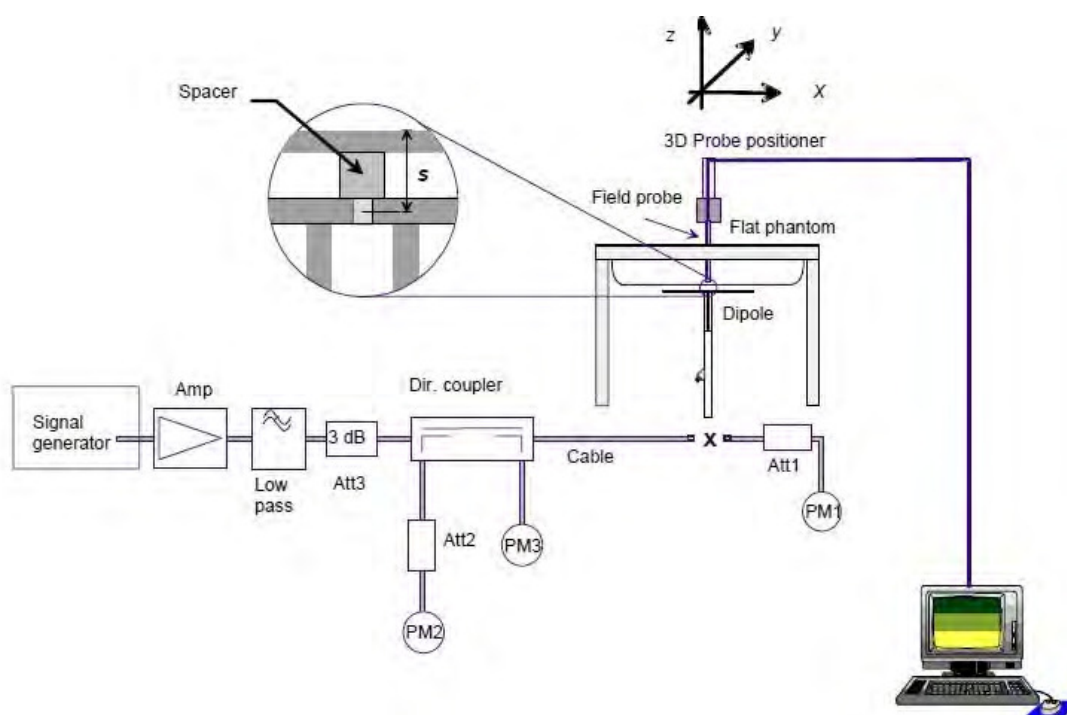 z
y
x
Spacer
s
3D Probe positioner
Field probe
Flat phantom
Dipole
Dir. coupler
Amp
Signal
generator
3 dB
Cable
x
Att1
Low
pass
Att3
PM1
Att2
PM3
PM2